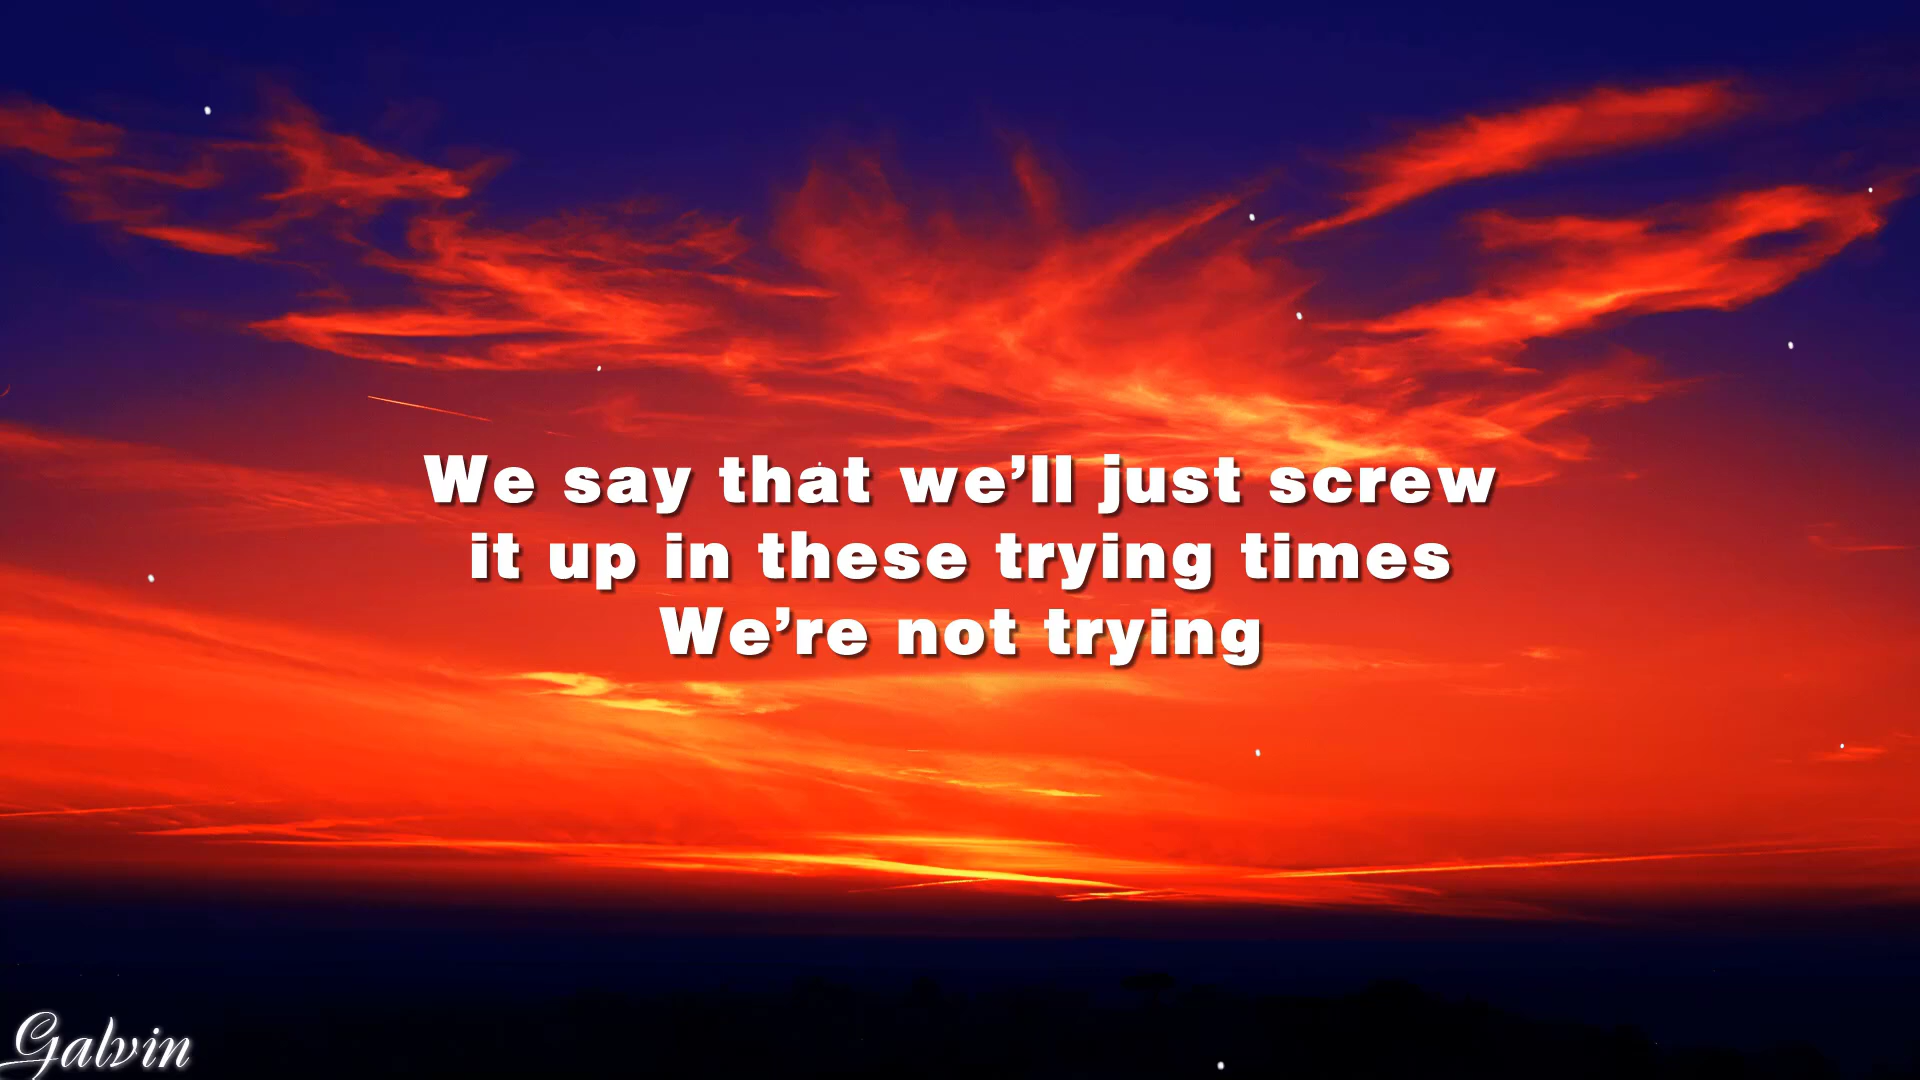 We say that we’ll just screw
it up in these trying times
We’re not trying
Galvin